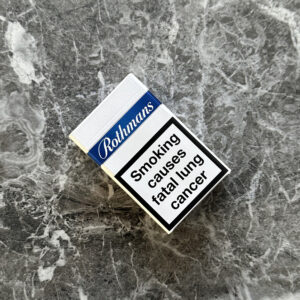 Rothmans
Smoking
causes
fatal lung
cancer